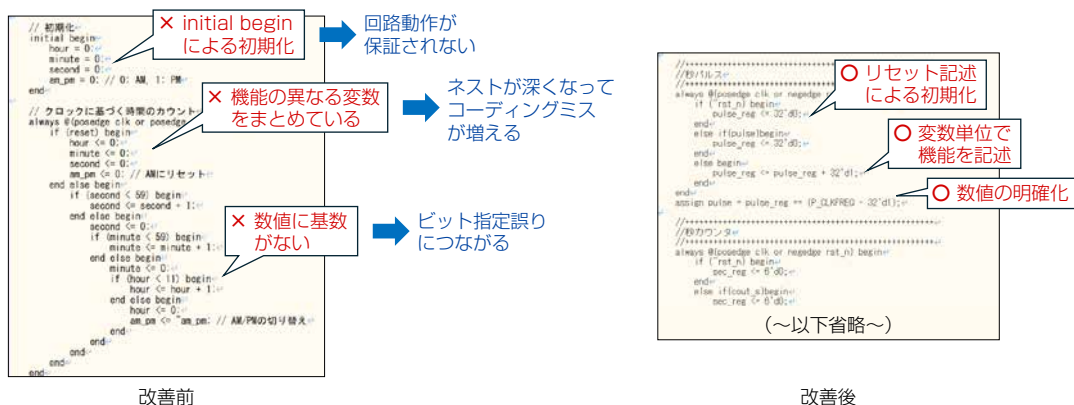 // 初期化
initial begin
hour = 0;
minute = 0;
second = 0;
am_pm = 0; // 0: AM, 1: PM
end
// クロックに基づく時間のカウント
always @(posedge clk or posedge
if (reset) begin
hour <= 0;
minute <= 0;
second <= 0;
am_pm <= 0; // AMにリセット
end else begin
if (second < 59) begin
second <= second + 1;
end else begin
second <= 0;
if (minute < 59) begin
minute <= minute + 1;
end else begin
minute <= 0;
if (hour < 11) begin
hour <= hour + 1;
end else begin
hour <= 0;
am_pm <= ~am_pm; // AM/PMの切り替え
end
end
end
end
end
× initial begin
による初期化
回路動作が
保証されない
× 機能の異なる変数
をまとめている
ネストが深くなって
コーディングミス
が増える
× 数値に基数
がない
ビット指定誤り
につながる
改善前
//秒パルス
always @(posedge clk or negedge
if (~rst_n) begin
pulse_reg <= 32'd0;
end
else if(pulse)begin
pulse_reg <= 32'd0;
end
else begin
pulse_reg <= pulse_reg + 32'd1;
end
end
assign pulse = pulse_reg == (P_CLKFREQ - 32'd1);
//秒カウンタ
always @(posedge clk or negedge rst_n) begin
if (~rst_n) begin
sec_reg <= 6'd0;
end
else if(cout_s)begin
sec_reg <= 6'd0;
(～以下省略～)
○ リセット記述
による初期化
○ 変数単位で
機能を記述
○ 数値の明確化
改善後